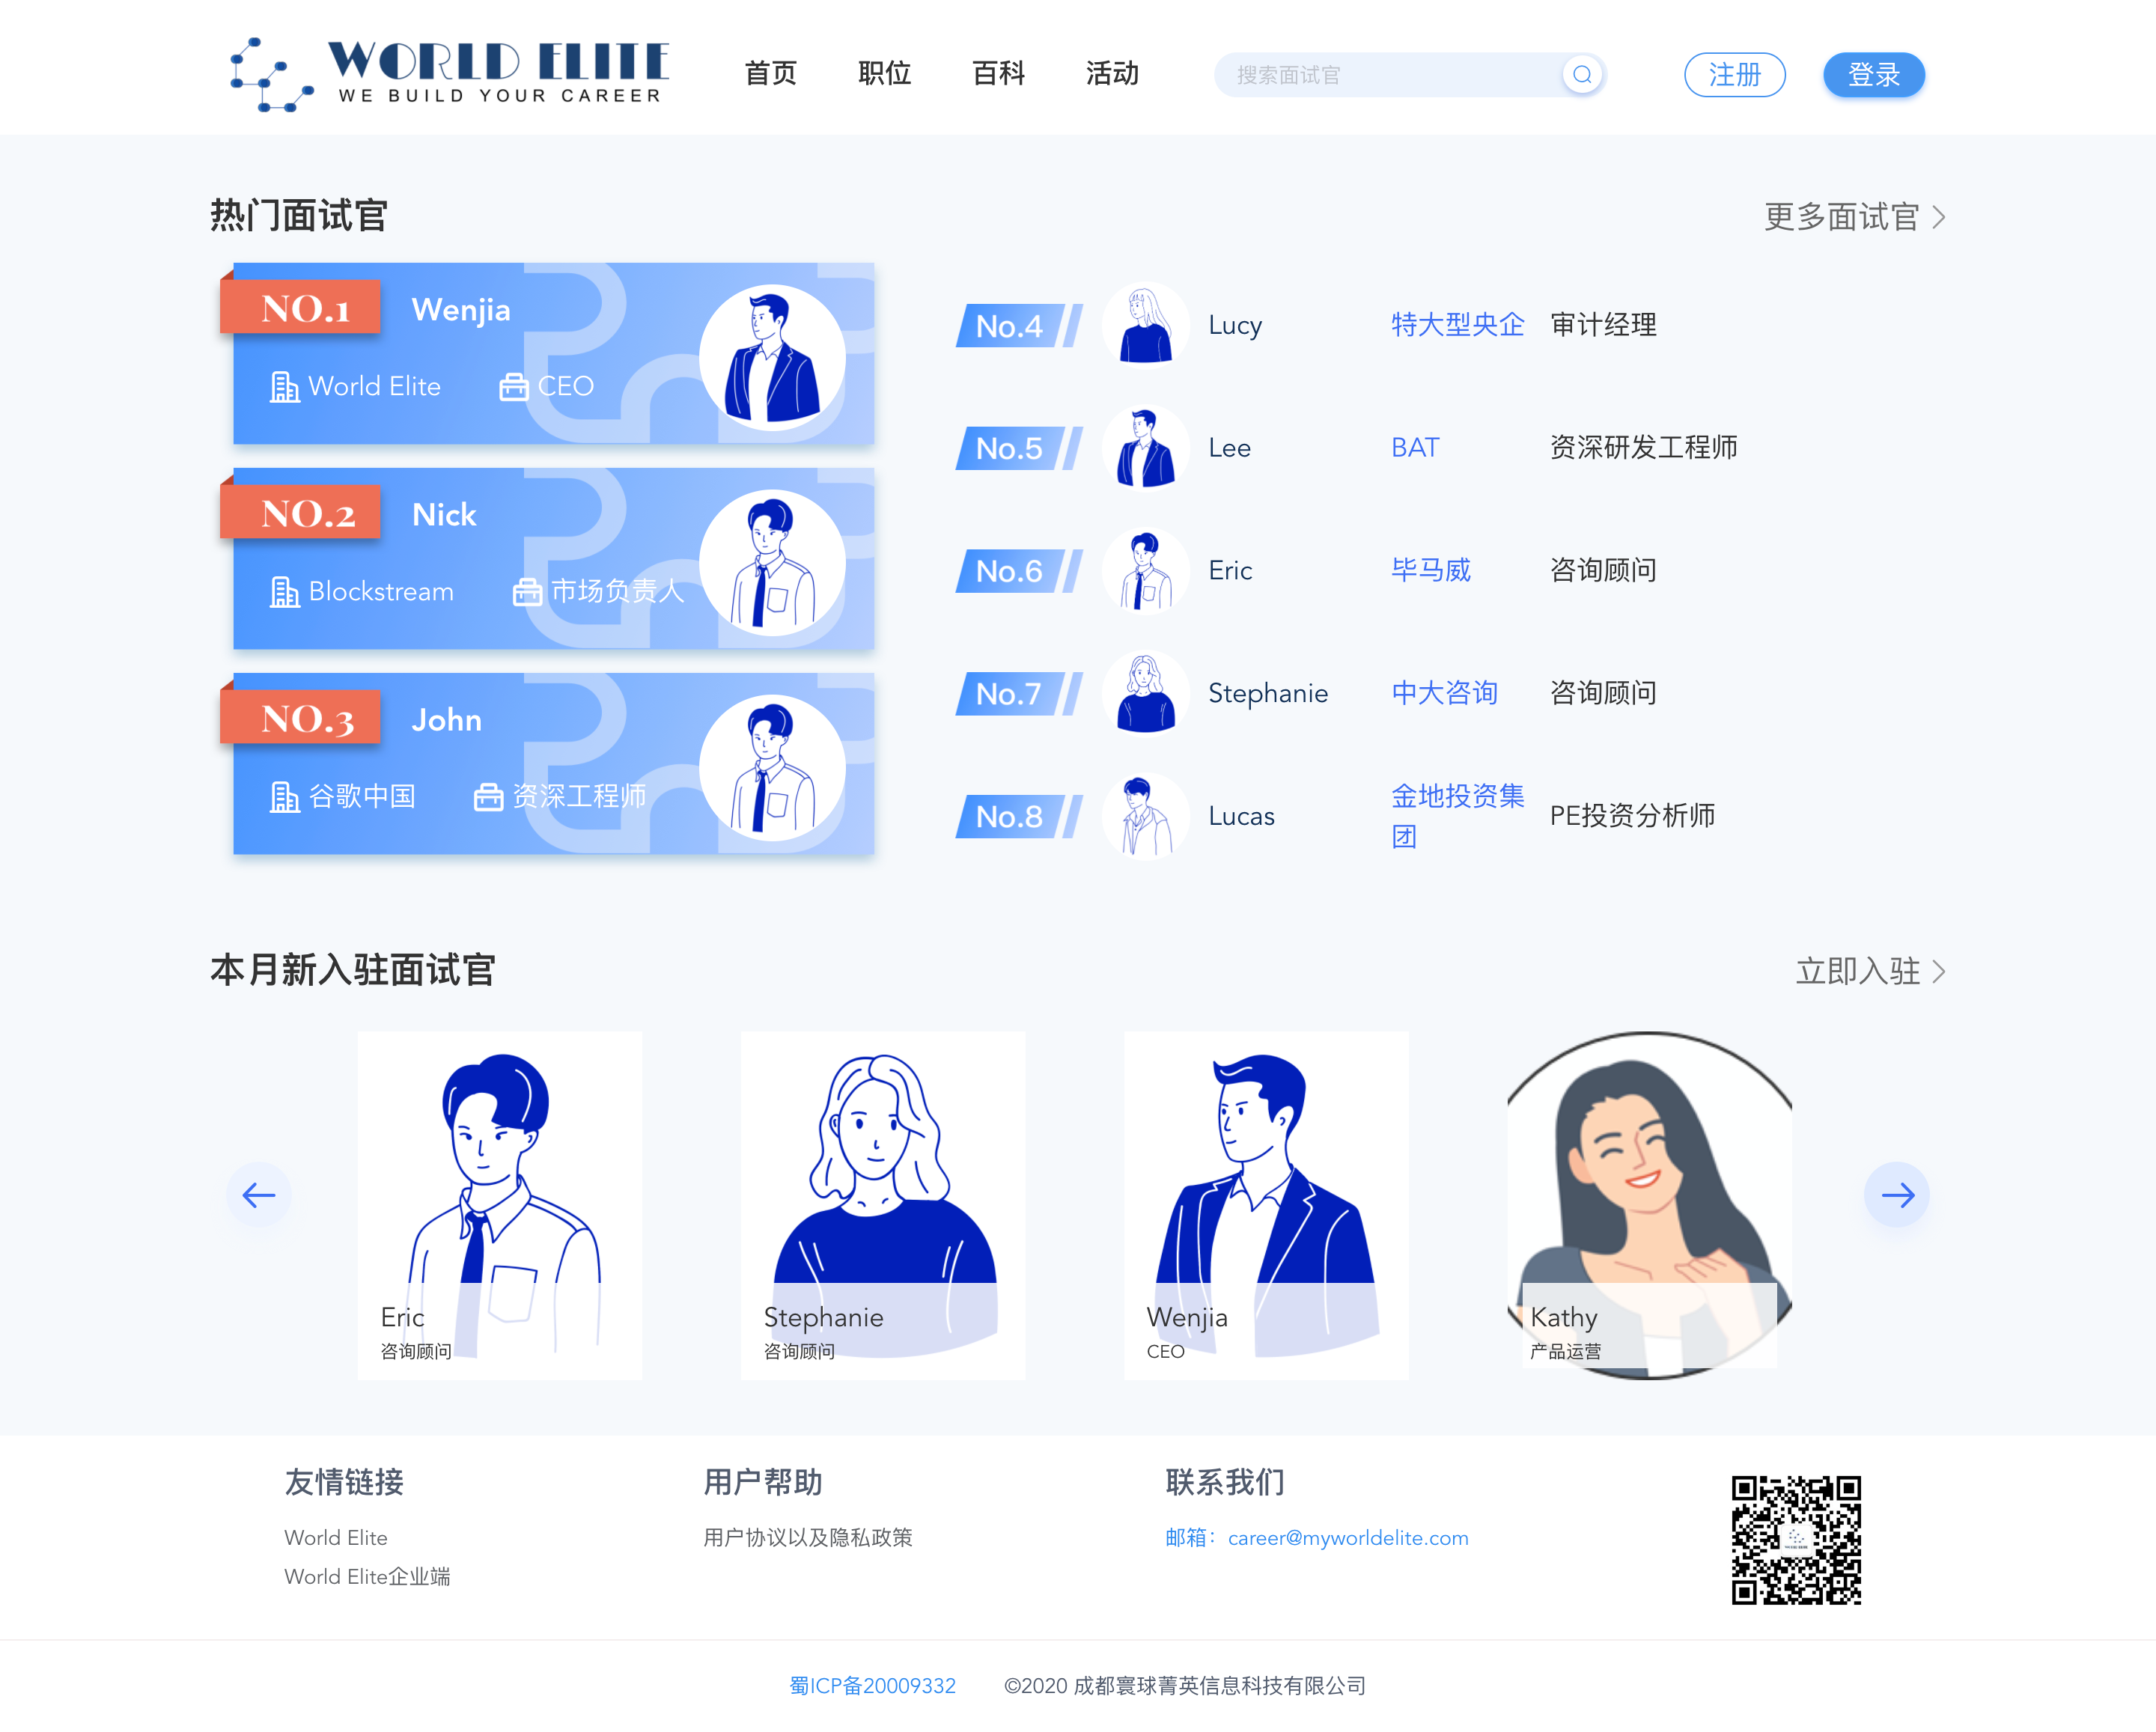 WORLD ELITE
WE BUILD YOUR CAREER
首页 职位 百科 活动
搜索面试官
注册 登录
热门面试官
更多面试官
NO.1 Wenjia
World Elite CEO
NO.2 Nick
Blockstream 市场负责人
NO.3 John
谷歌中国 资深工程师
No.4 Lucy 特大型央企 审计经理
No.5 Lee BAT 资深研发工程师
No.6 Eric 毕马威 咨询顾问
No.7 Stephanie 中大咨询 咨询顾问
No.8 Lucas 金地投资集
团 PE投资分析师
本月新入驻面试官
立即入驻
Eric
咨询顾问
Stephanie
咨询顾问
Wenjia
CEO
Kathy
产品运营
友情链接
World Elite
World Elite企业端
用户帮助
用户协议以及隐私政策
联系我们
邮箱：career@myworldelite.com
蜀ICP备20009332 ©2020 成都寰球菁英信息科技有限公司